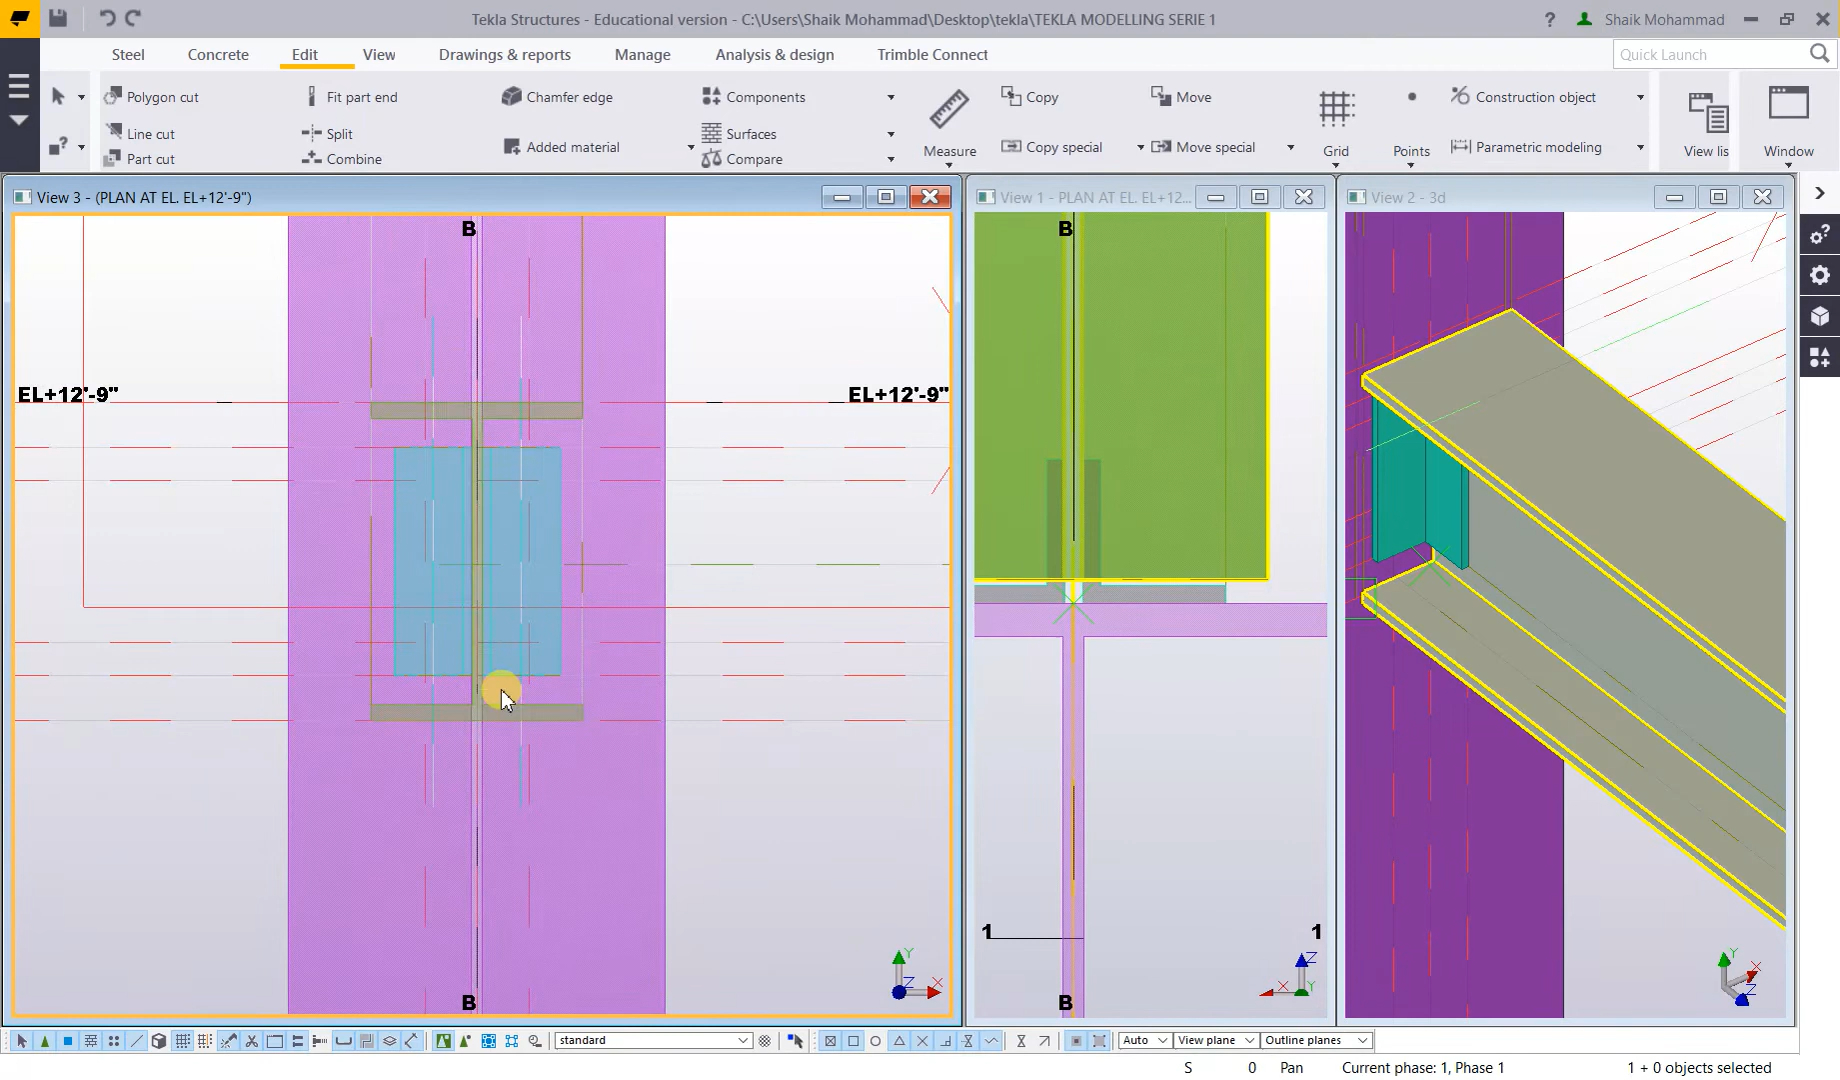 Tekla Structures - Educational version - C:\Users\Shaik Mohammad\Desktop\tekla\TEKLA MODELLING SERIE 1
? Shaik Mohammad
Steel Concrete Edit View Drawings & reports Manage Analysis & design Trimble Connect
Quick Launch
Polygon cut Fit part end Chamfer edge Components Copy Move Construction object
Line cut Split Surfaces
Added material Measure Copy special Move special Grid Points Parametric modeling View lis Window
Part cut Combine Compare
View 3 - (PLAN AT EL. EL+12'-9")
View 1 - PLAN AT EL. EL+12...
View 2 - 3d
B
B
EL+12'-9"
EL+12'-9"
1
1
Y
Z
X
Z
X
Y
Y
X
Z
B
B
standard
Auto
View plane
Outline planes
S 0 Pan Current phase: 1, Phase 1 1 + 0 objects selected